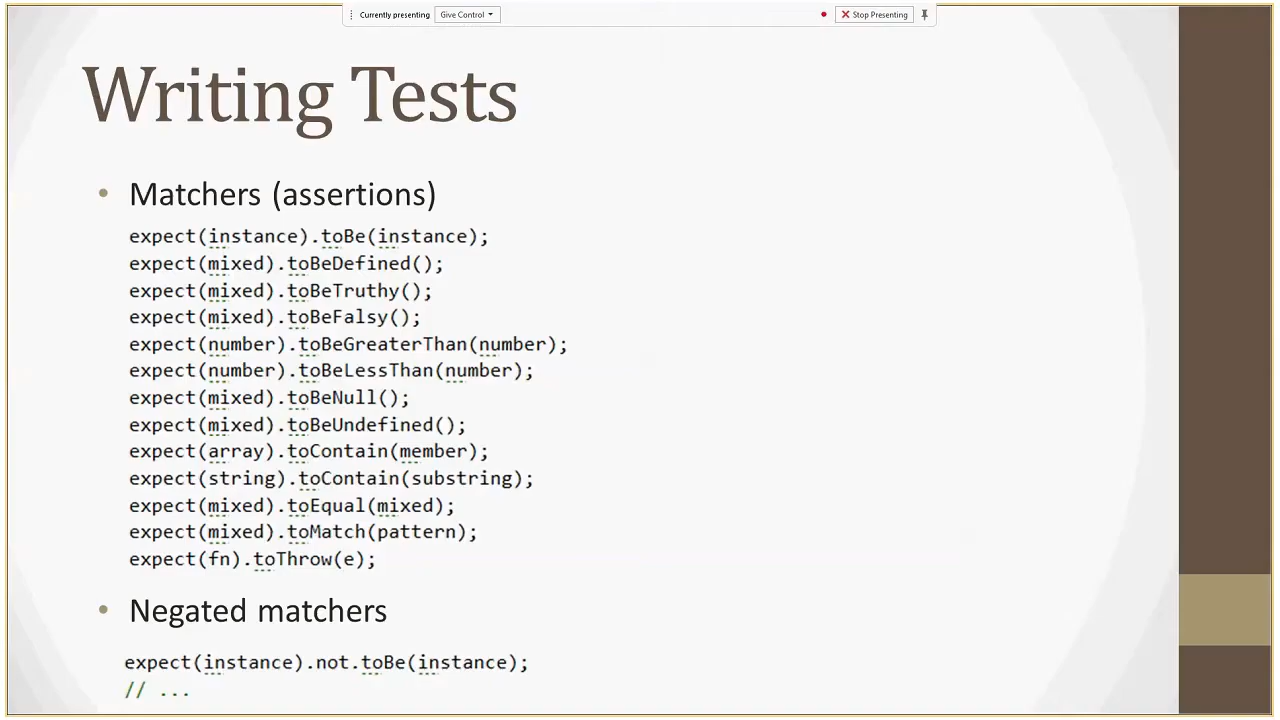 Currently presenting Give Control Stop Presenting
Writing Tests
• Matchers (assertions)
expect(instance).toBe(instance);
expect(mixed).toBeDefined();
expect(mixed).toBeTruthy();
expect(mixed).toBeFalsy();
expect(number).toBeGreaterThan(number);
expect(number).toBeLessThan(number);
expect(mixed).toBeNull();
expect(mixed).toBeUndefined();
expect(array).toContain(member);
expect(string).toContain(substring);
expect(mixed).toEqual(mixed);
expect(mixed).toMatch(pattern);
expect(fn).toThrow(e);
• Negated matchers
expect(instance).not.toBe(instance);
// ...